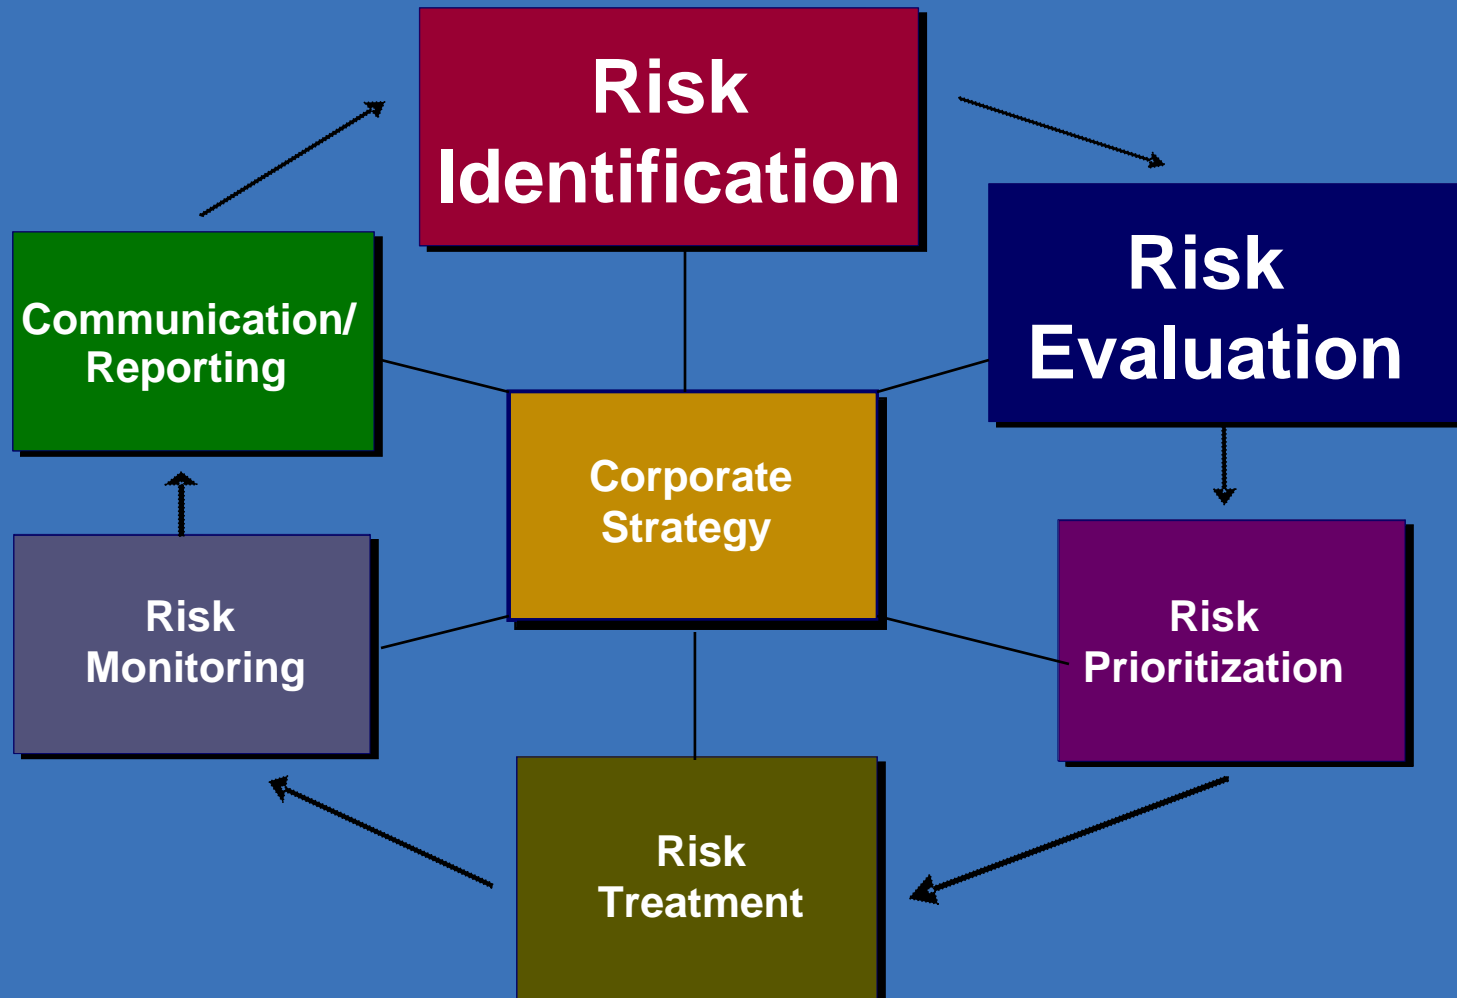 Risk
Identification
Risk
Evaluation
Communication/
Reporting
Corporate
Strategy
Risk
Monitoring
Risk
Prioritization
Risk
Treatment